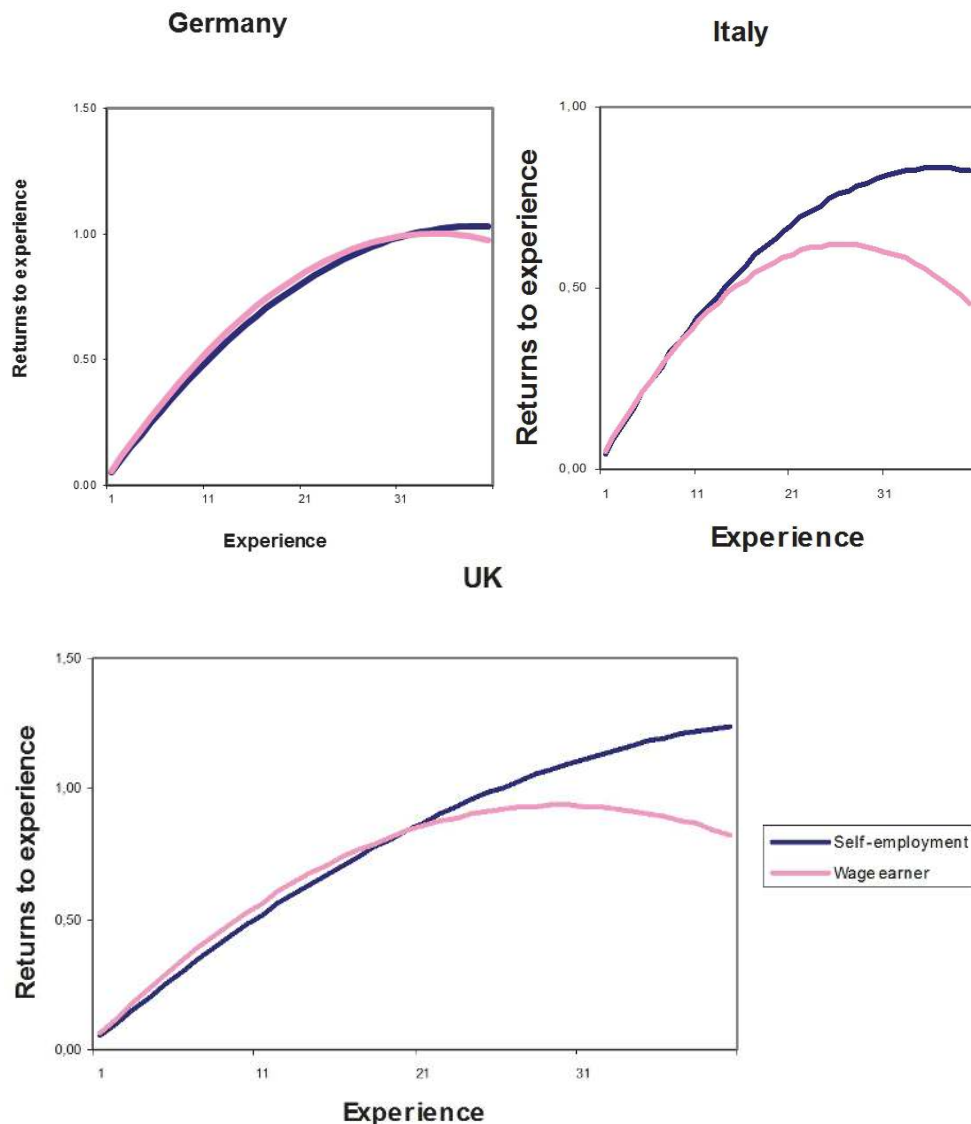 Germany
Italy
1.50
1.00
0.50
0.00
Returns to experience
1 11 21 31
Experience
1,00
0,50
0,00
Returns to experience
1 11 21 31
Experience
UK
1,50
1,00
0,50
0,00
Returns to experience
1 11 21 31
Experience
Self-employment
Wage earner